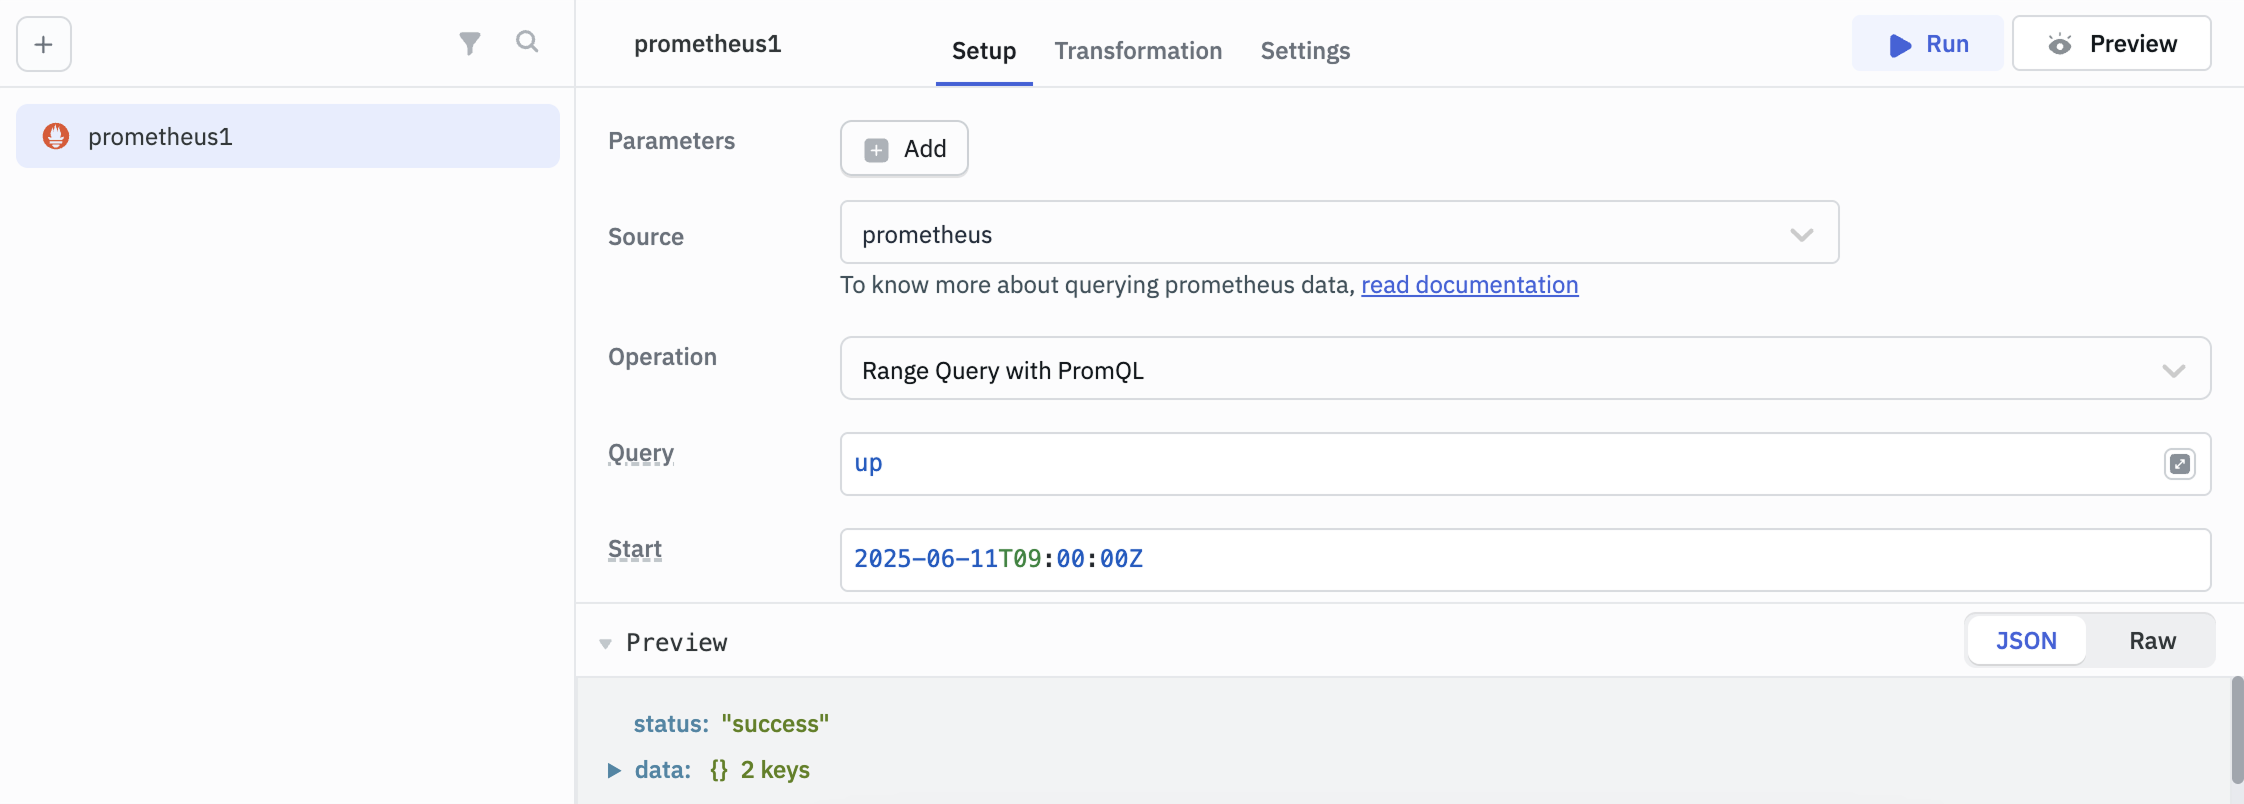 prometheus1
Setup
Transformation
Settings
Run
Preview
prometheus1
Parameters
Add
Source
prometheus
To know more about querying prometheus data, read documentation
Operation
Range Query with PromQL
Query
up
Start
2025-06-11T09:00:00Z
Preview
JSON
Raw
status: "success"
data: {} 2 keys